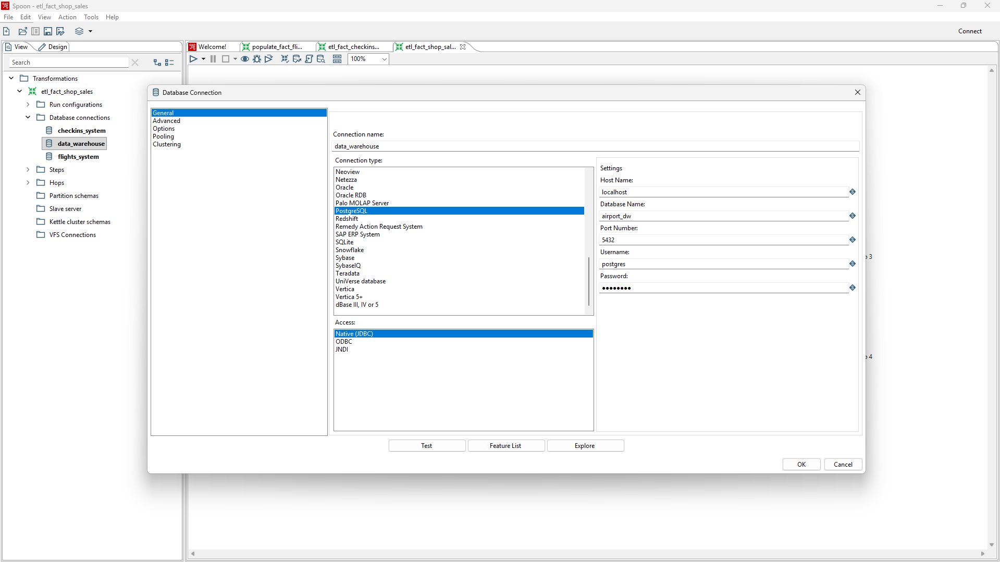 Spoon - etl_fact_shop_sales
File Edit View Action Tools Help
Connect
View Design
Welcome! populate_fact_fli... etl_fact_checkins... etl_fact_shop_sal...
100%
Search
Transformations
etl_fact_shop_sales
Run configurations
Database connections
checkins_system
data_warehouse
flights_system
Steps
Hops
Partition schemas
Slave server
Kettle cluster schemas
VFS Connections
Database Connection
General
Advanced
Options
Pooling
Clustering
Connection name:
data_warehouse
Connection type:
Neoview
Netezza
Oracle
Oracle RDB
Palo MOLAP Server
PostgreSQL
Redshift
Remedy Action Request System
SAP ERP System
SQLite
Snowflake
Sybase
SybaseIQ
Teradata
UniVerse database
Vertica
Vertica 5+
dBase III, IV or 5
Access:
Native (JDBC)
ODBC
JNDI
Settings
Host Name:
localhost
Database Name:
airport_dw
Port Number:
5432
Username:
postgres
Password:
●●●●●●●●
3
4
Test Feature List Explore
OK Cancel